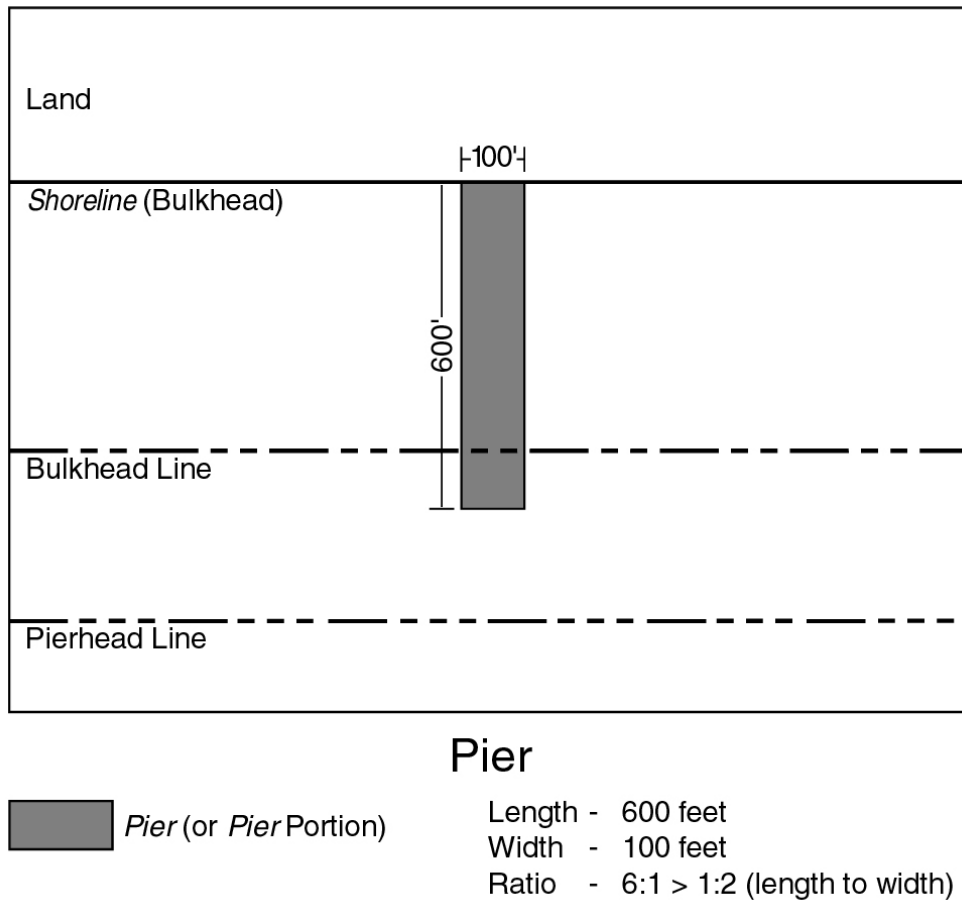 Land
100'
Shoreline (Bulkhead)
600'
Bulkhead Line
Pierhead Line
Pier
Pier (or Pier Portion)
Length - 600 feet
Width - 100 feet
Ratio - 6:1 > 1:2 (length to width)